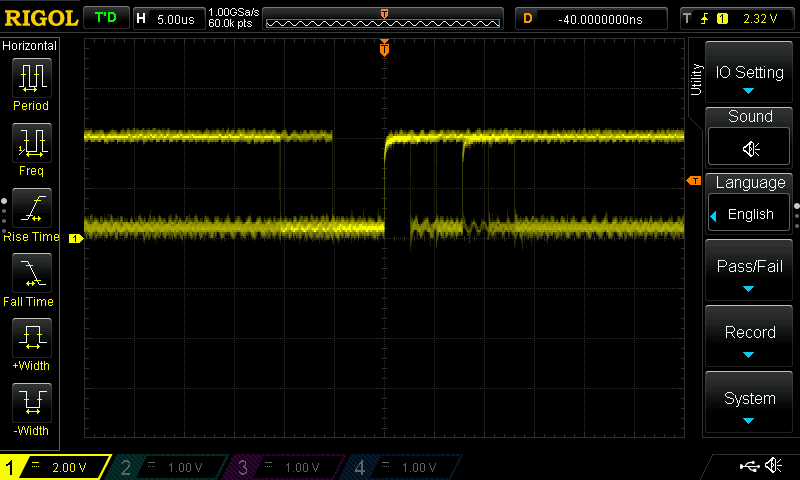 RIGOL T'D H 5.00us 1.00GSa/s 60.0k pts D -40.0000000ns T 1 2.32 V
Horizontal
Period
Freq
Rise Time
Fall Time
+Width
-Width
T
T
1
Utility
IO Setting
Sound
Language
English
Pass/Fail
Record
System
1 2.00 V 2 1.00 V 3 1.00 V 4 1.00 V